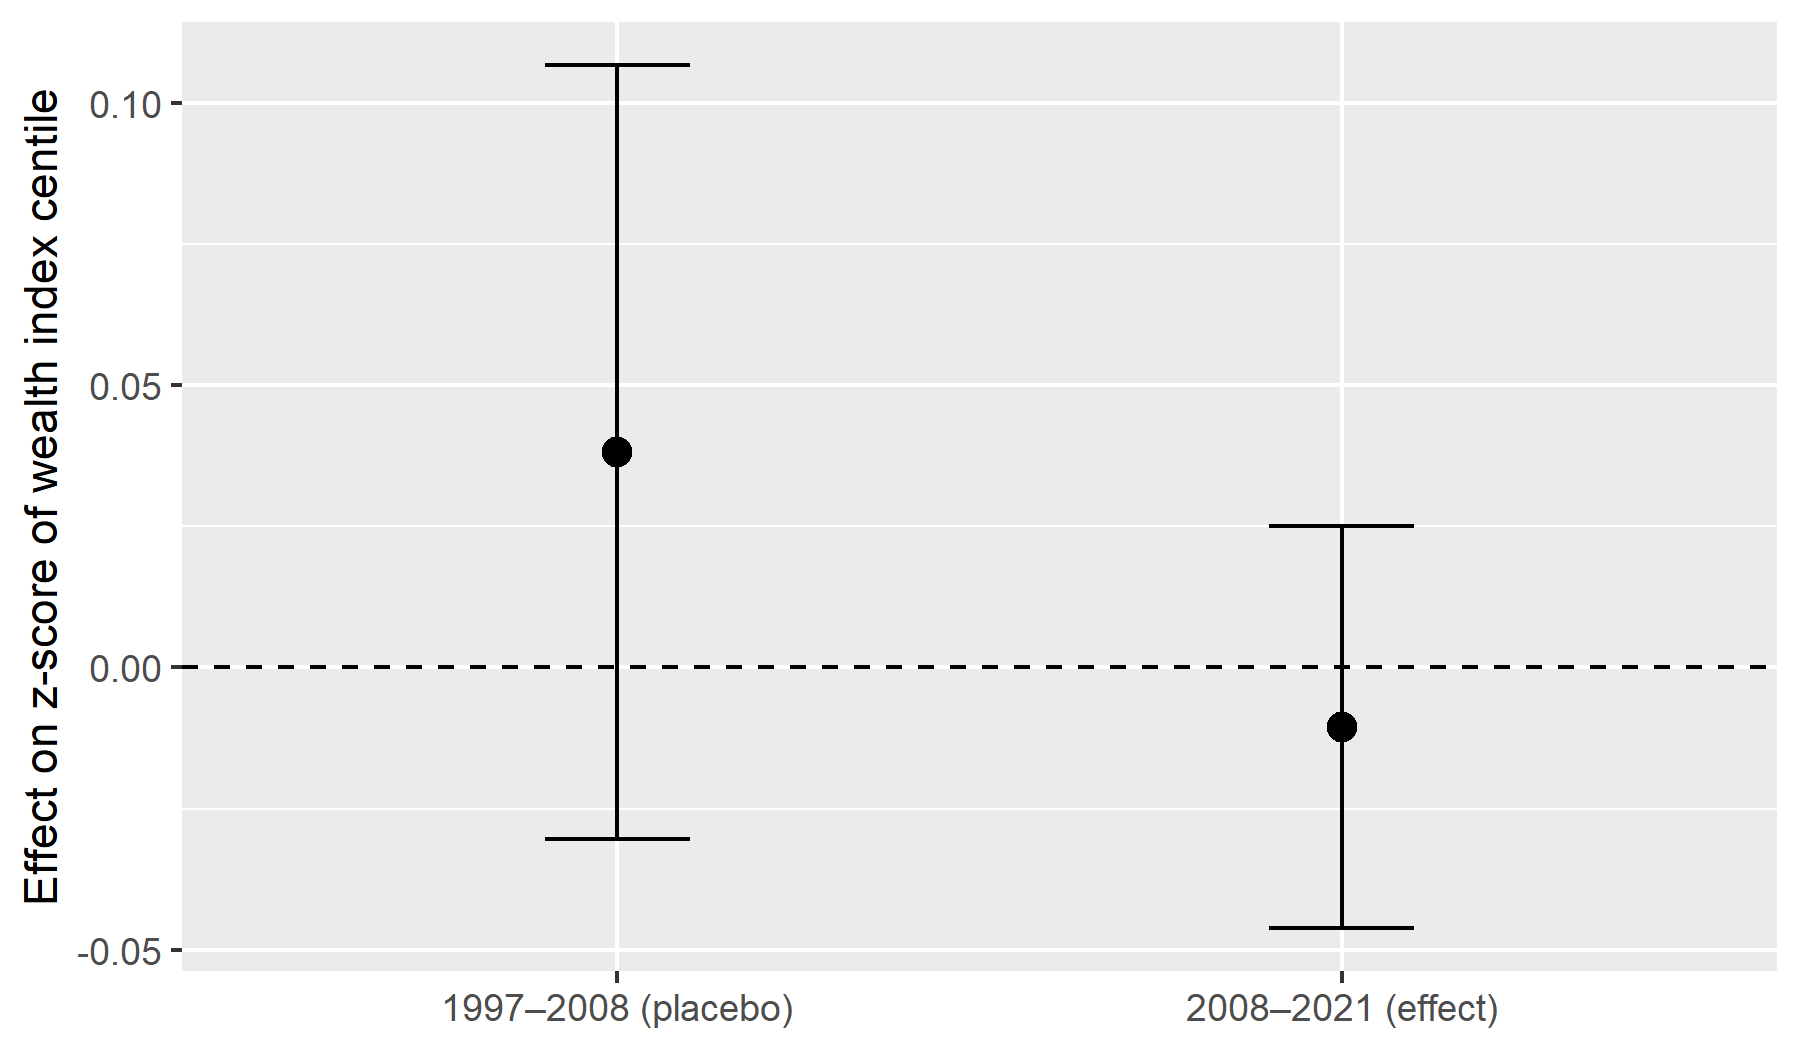 Effect on z-score of wealth index centile
0.10
0.05
0.00
-0.05
1997–2008 (placebo)
2008–2021 (effect)